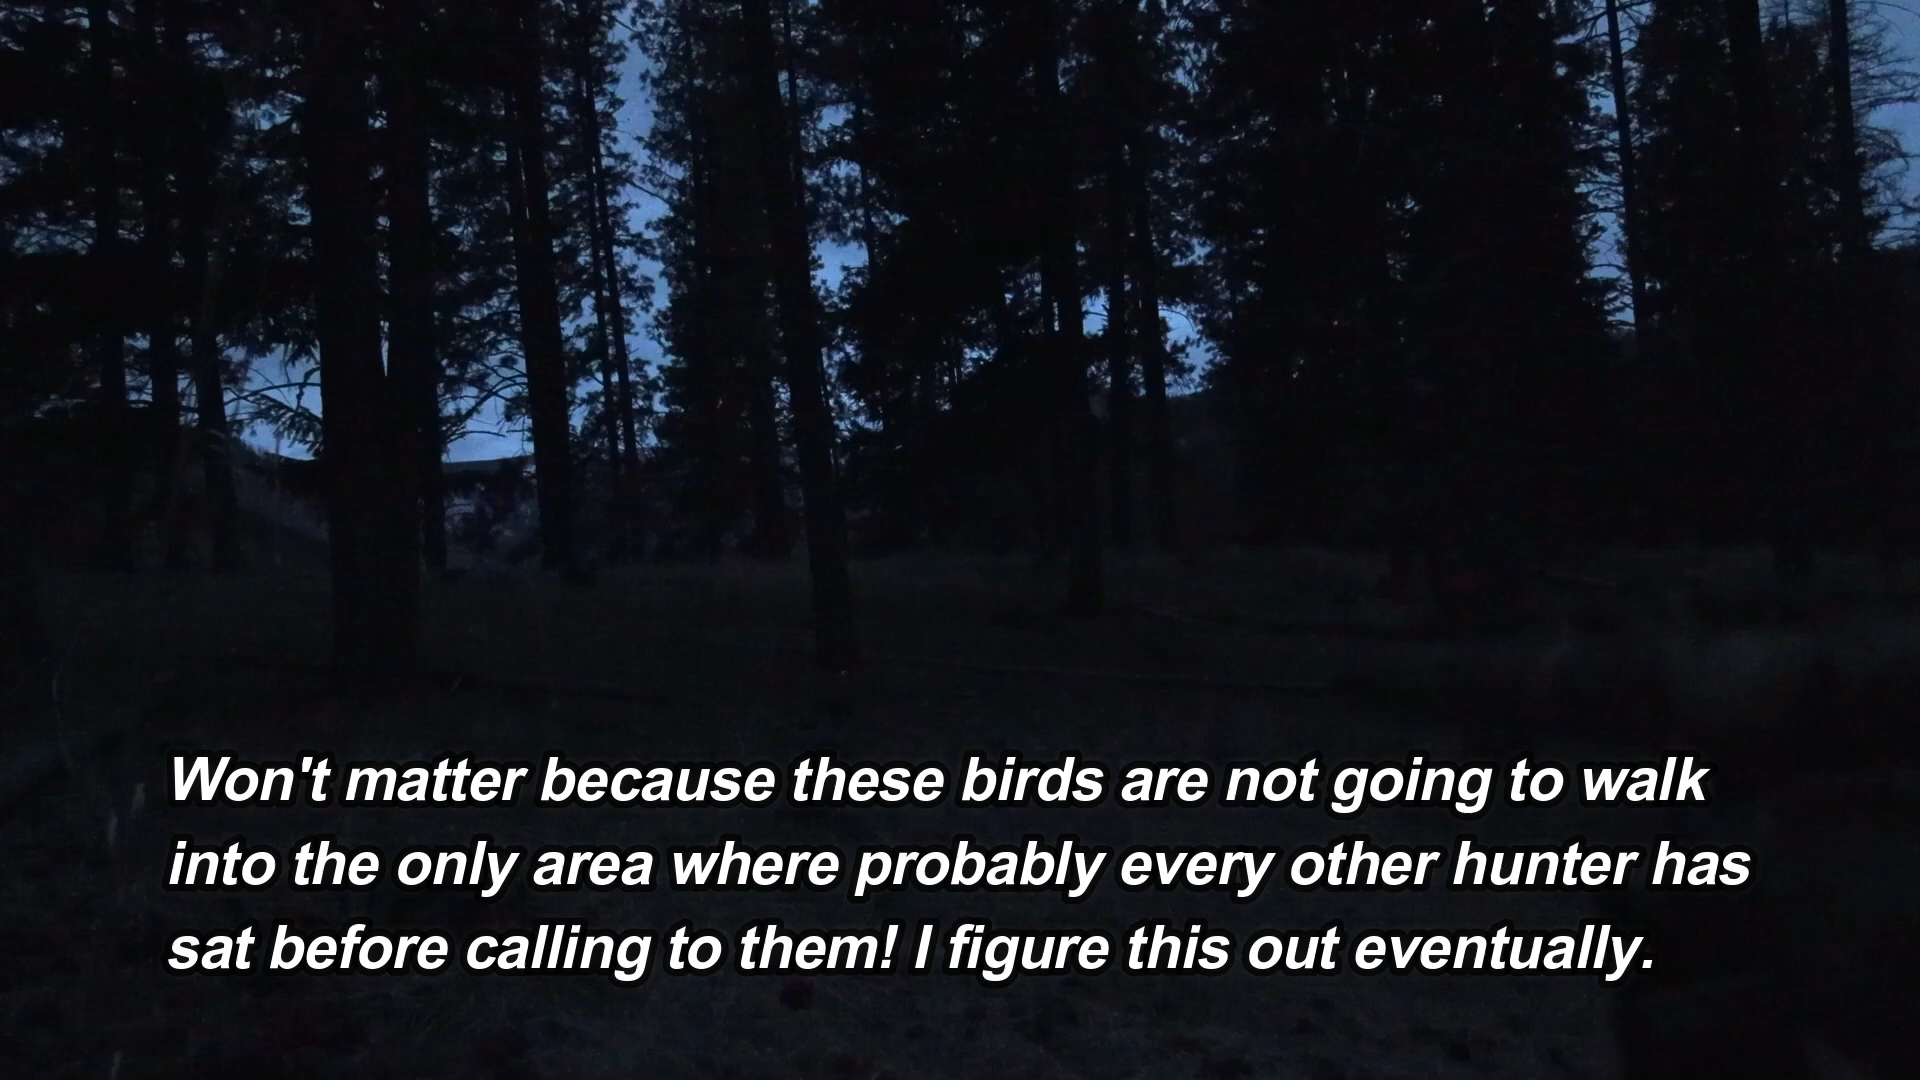 Won't matter because these birds are not going to walk
into the only area where probably every other hunter has
sat before calling to them! I figure this out eventually.